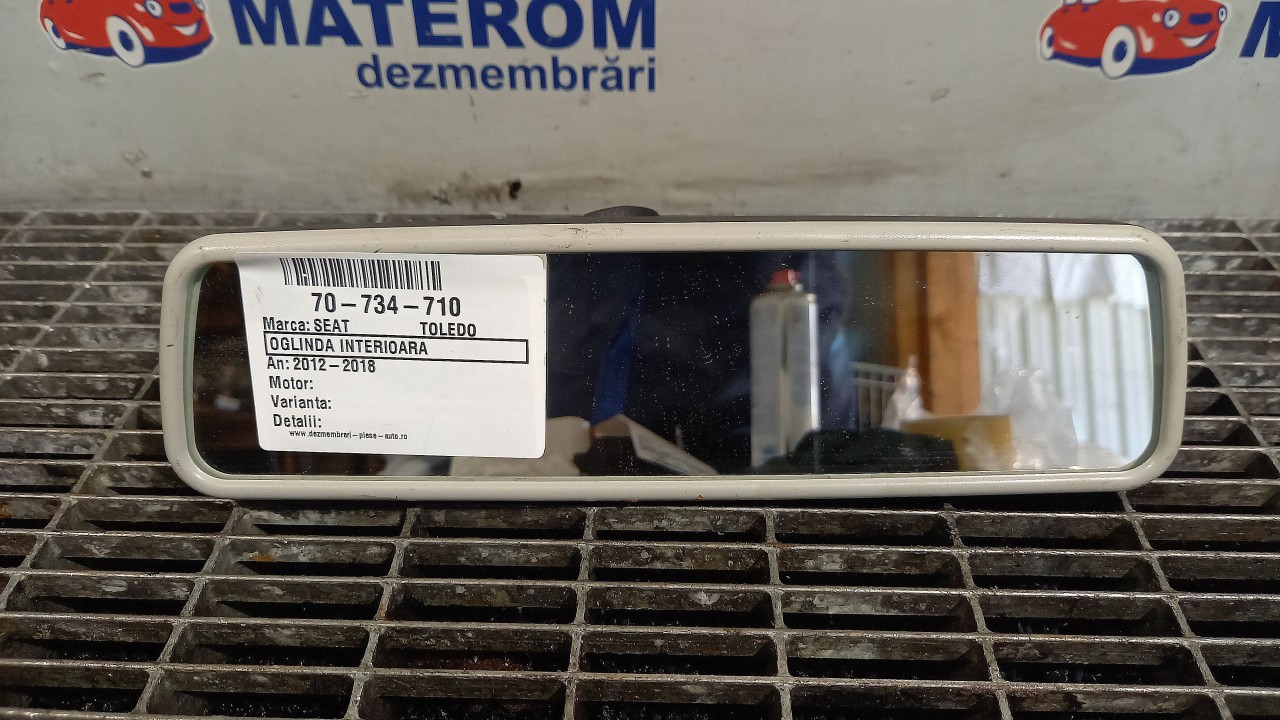 MATEROM
dezmembrări
70-734-710
Marca: SEAT TOLEDO
OGLINDA INTERIOARA
An: 2012-2018
Motor:
Varianta:
Detalii:
www.dezmembrari-piese-auto.ro